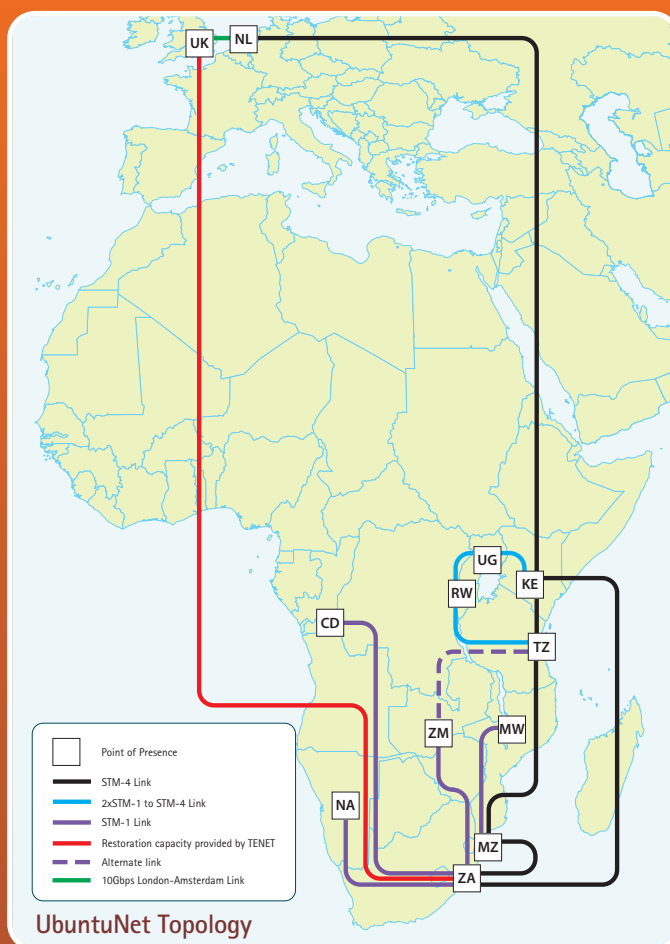 UK
NL
UG
KE
RW
CD
TZ
ZM
MW
NA
MZ
ZA
Point of Presence
STM-4 Link
2xSTM-1 to STM-4 Link
STM-1 Link
Restoration capacity provided by TENET
Alternate link
10Gbps London-Amsterdam Link
UbuntuNet Topology